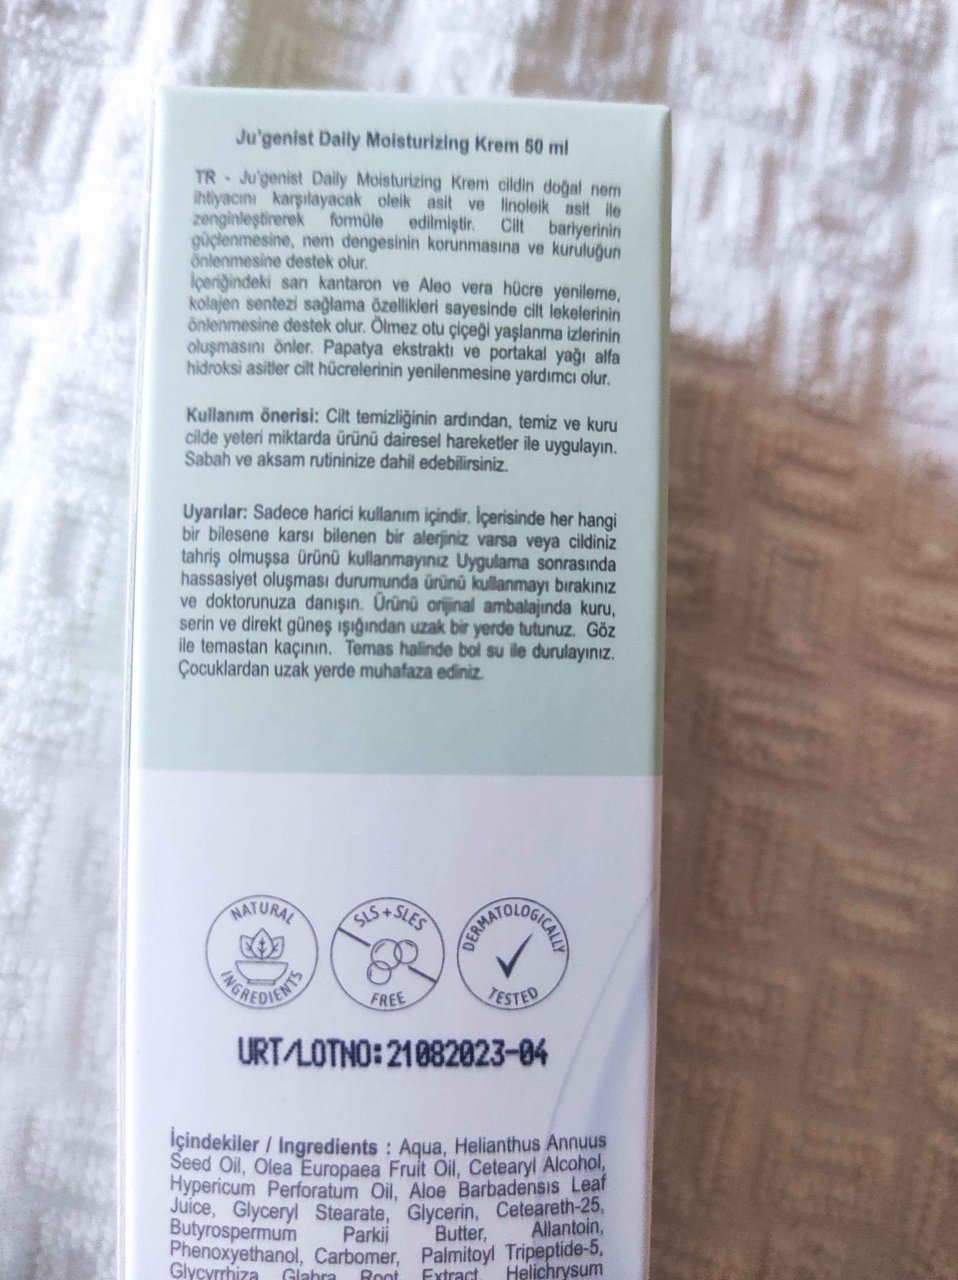 Ju'genist Daily Moisturizing Krem 50 ml
TR - Ju'genist Daily Moisturizing Krem cildin doğal nem
ihtiyacını karşılayacak oleik asit ve linoleik asit ile
zenginleştirerek formüle edilmiştir. Cilt bariyerinin
güçlenmesine, nem dengesinin korunmasına ve kuruluğun
önlenmesine destek olur.
İçeriğindeki sarı kantaron ve Aleo vera hücre yenileme,
kolajen sentezi sağlama özellikleri sayesinde cilt lekelerinin
önlenmesine destek olur. Ölmez otu çiçeği yaşlanma izlerinin
oluşmasını önler. Papatya ekstraktı ve portakal yağı alfa
hidroksi asitler cilt hücrelerinin yenilenmesine yardımcı olur.
Kullanım önerisi: Cilt temizliğinin ardından, temiz ve kuru
cilde yeteri miktarda ürünü dairesel hareketler ile uygulayın.
Sabah ve aksam rutininize dahil edebilirsiniz.
Uyarılar: Sadece harici kullanım içindir. İçerisinde her hangi
bir bilesene karsı bilenen bir alerjiniz varsa veya cildiniz
tahriş olmuşsa ürünü kullanmayınız Uygulama sonrasında
hassasiyet oluşması durumunda ürünü kullanmayı bırakınız
ve doktorunuza danışın. Ürünü orijinal ambalajında kuru,
serin ve direkt güneş ışığından uzak bir yerde tutunuz. Göz
ile temastan kaçının. Temas halinde bol su ile durulayınız.
Çocuklardan uzak yerde muhafaza ediniz.
NATURAL INGREDIENTS
SLS+SLES FREE
DERMATOLOGICALLY TESTED
URT/LOTNO:21082023-04
İçindekiler / Ingredients : Aqua, Helianthus Annuus
Seed Oil, Olea Europaea Fruit Oil, Cetearyl Alcohol,
Hypericum Perforatum Oil, Aloe Barbadensis Leaf
Juice, Glyceryl Stearate, Glycerin, Ceteareth-25,
Butyrospermum Parkii Butter, Allantoin,
Phenoxyethanol, Carbomer, Palmitoyl Tripeptide-5,
Glycyrrhiza Glabra Root Extract, Helichrysum